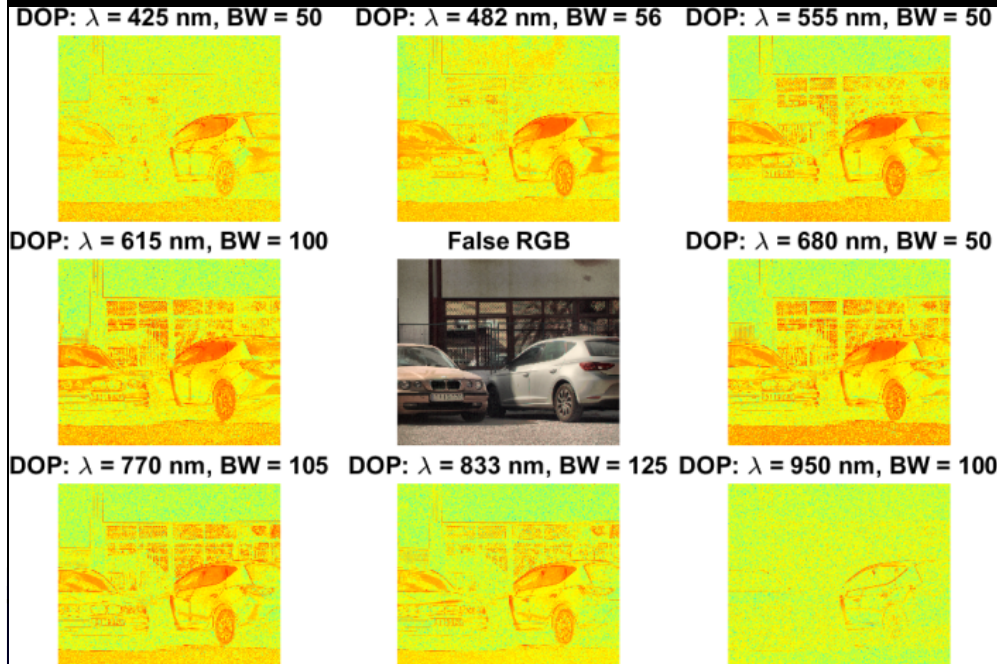 DOP: λ = 425 nm, BW = 50
DOP: λ = 482 nm, BW = 56
DOP: λ = 555 nm, BW = 50
DOP: λ = 615 nm, BW = 100
False RGB
DOP: λ = 680 nm, BW = 50
DOP: λ = 770 nm, BW = 105
DOP: λ = 833 nm, BW = 125
DOP: λ = 950 nm, BW = 100